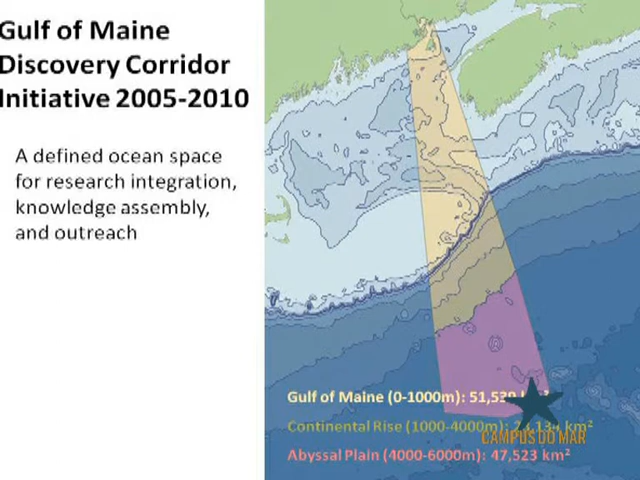 Gulf of Maine
Discovery Corridor
Initiative 2005-2010
A defined ocean space
for research integration,
knowledge assembly,
and outreach
Gulf of Maine (0-1000m):
Continental Rise (1000-4000m): km²
CAMPUS DO MAR
Abyssal Plain (4000-6000m): 47,523 km²